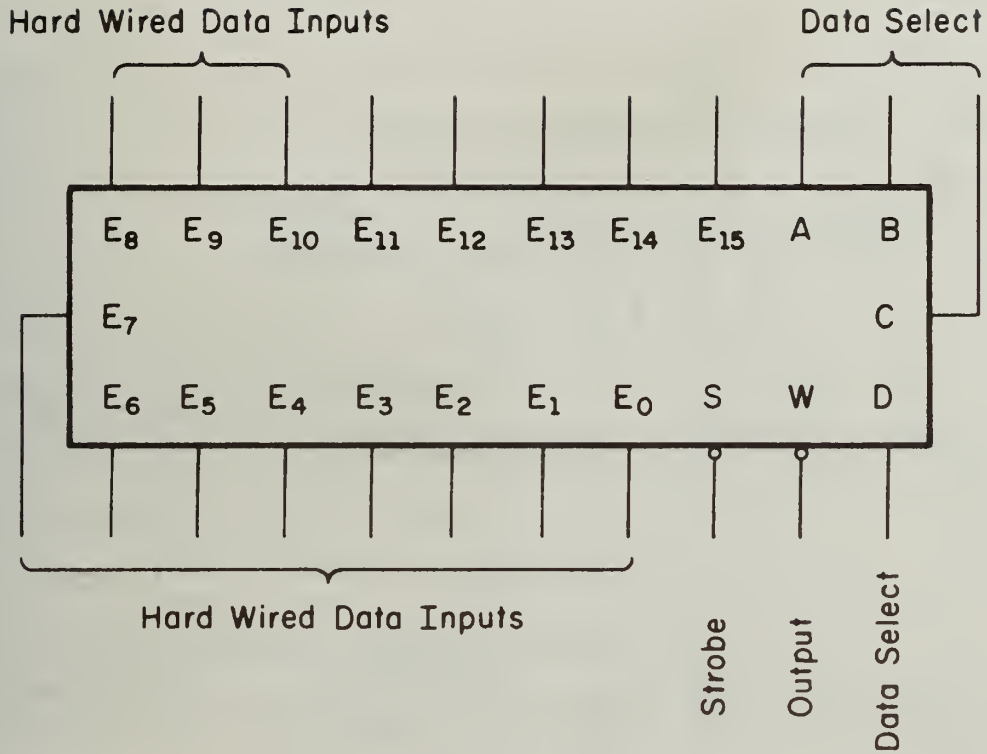 Hard Wired Data Inputs
Data Select
E8 E9 E10 E11 E12 E13 E14 E15 A B
E7 C
E6 E5 E4 E3 E2 E1 E0 S W D
Hard Wired Data Inputs
Strobe
Output
Data Select